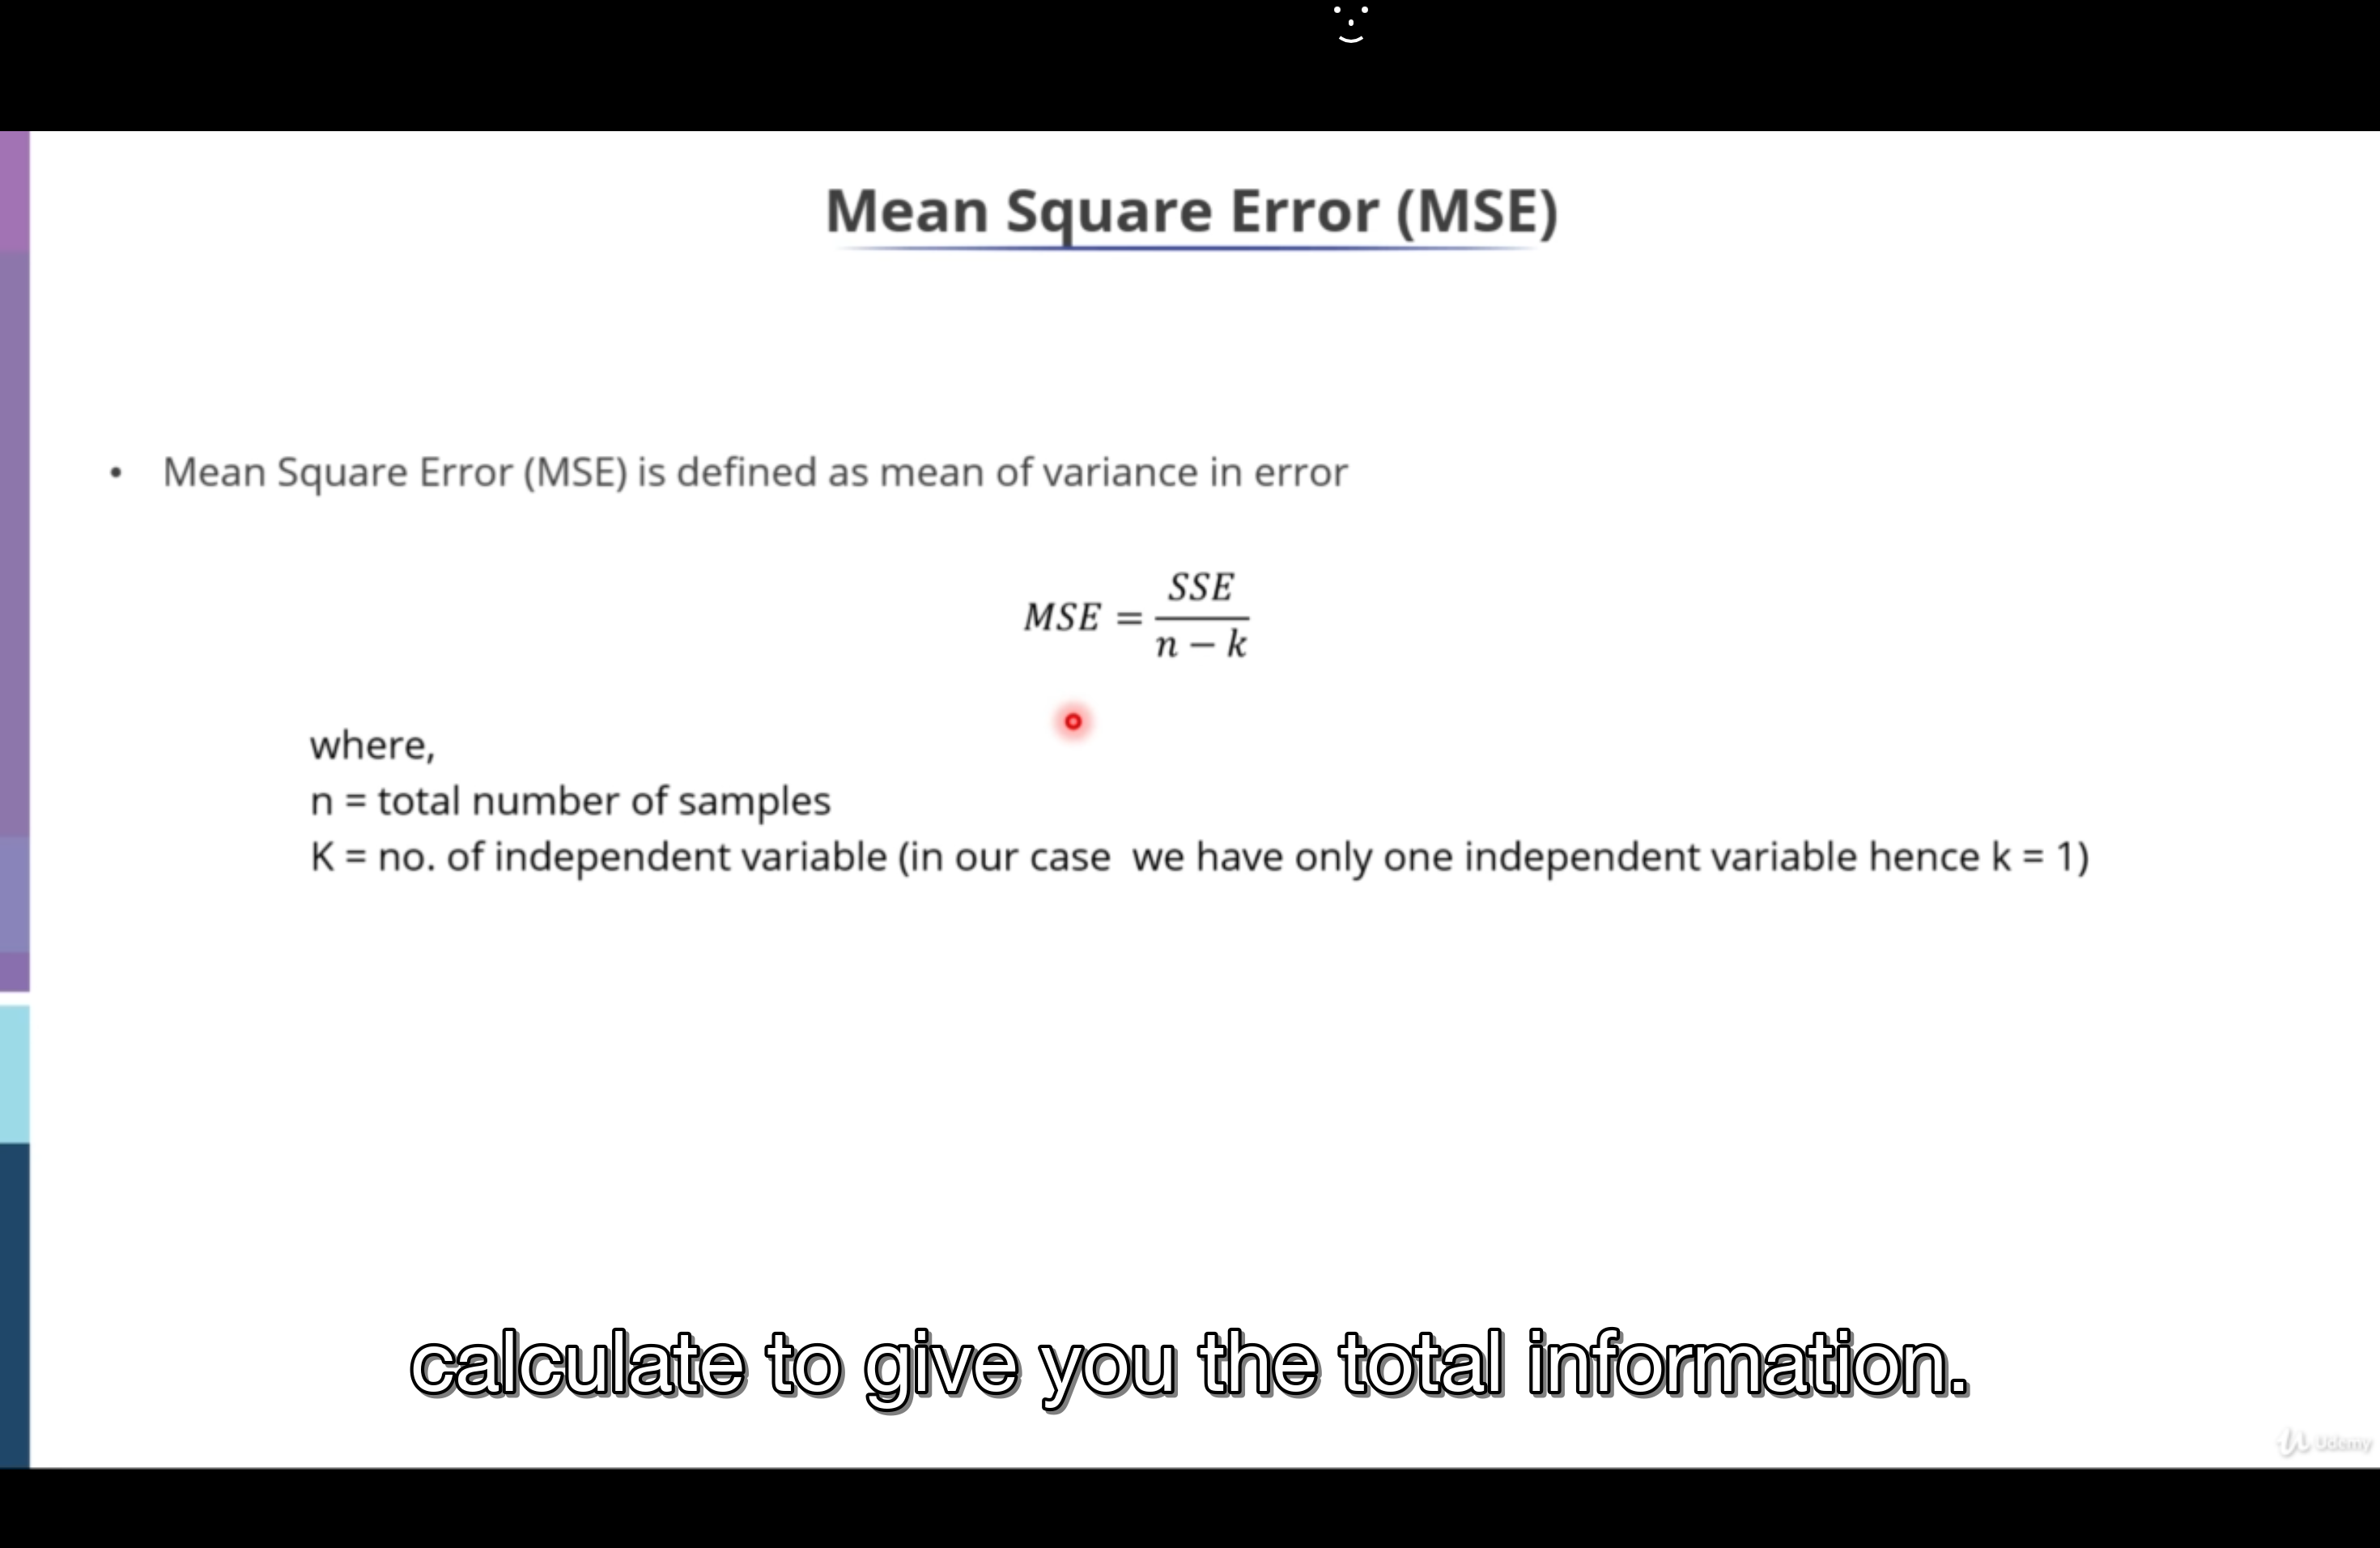 Mean Square Error (MSE)
• Mean Square Error (MSE) is defined as mean of variance in error
MSE = SSE / n − k
where,
n = total number of samples
K = no. of independent variable (in our case  we have only one independent variable hence k = 1)
calculate to give you the total information.
Udemy